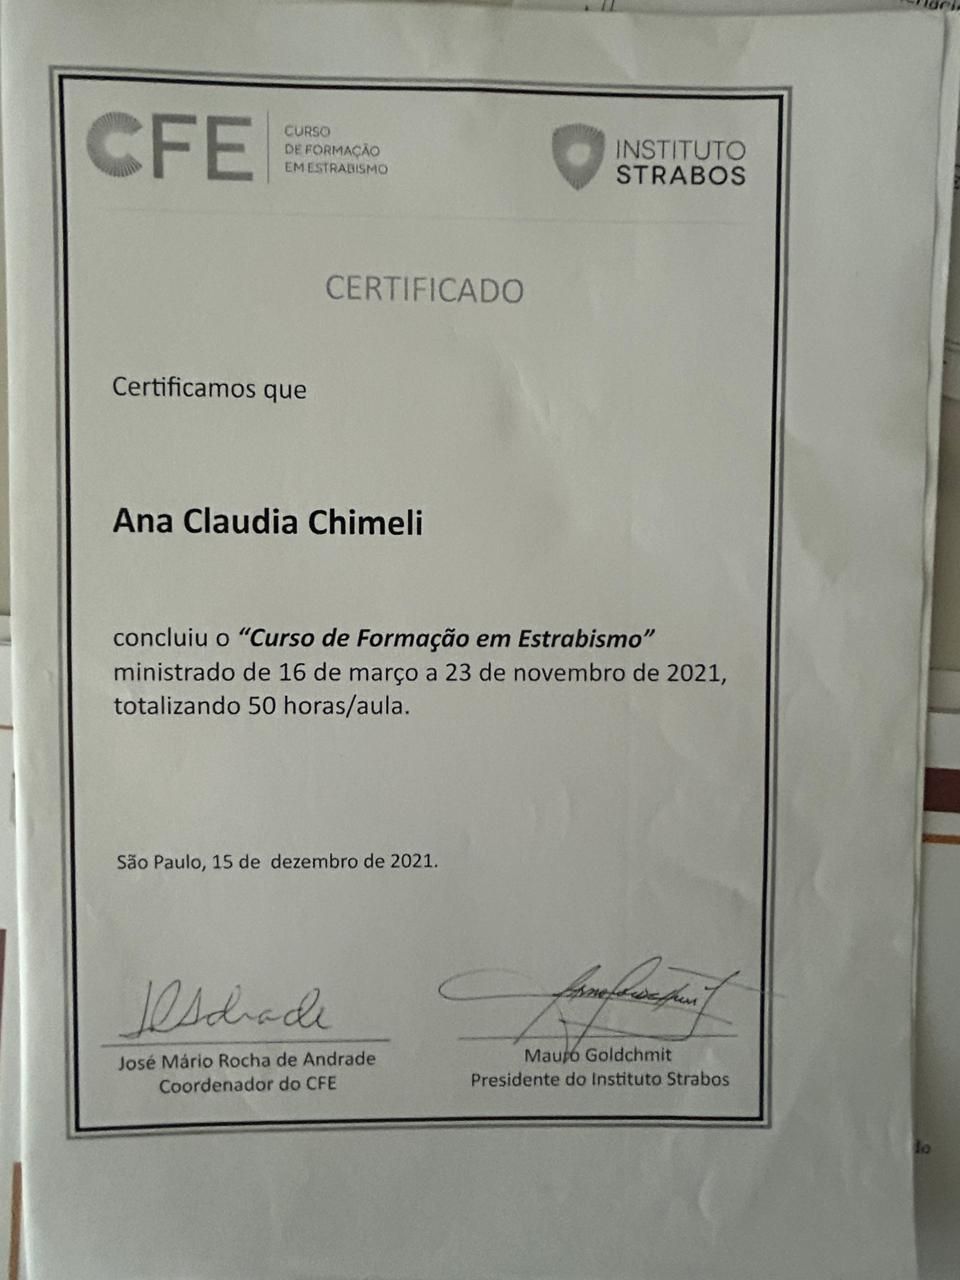 CFE
CURSO
DE FORMAÇÃO
EM ESTRABISMO
INSTITUTO
STRABOS
CERTIFICADO
Certificamos que
Ana Claudia Chimeli
concluiu o “Curso de Formação em Estrabismo”
ministrado de 16 de março a 23 de novembro de 2021,
totalizando 50 horas/aula.
São Paulo, 15 de dezembro de 2021.
José Mário Rocha de Andrade
Coordenador do CFE
Mauro Goldchmit
Presidente do Instituto Strabos